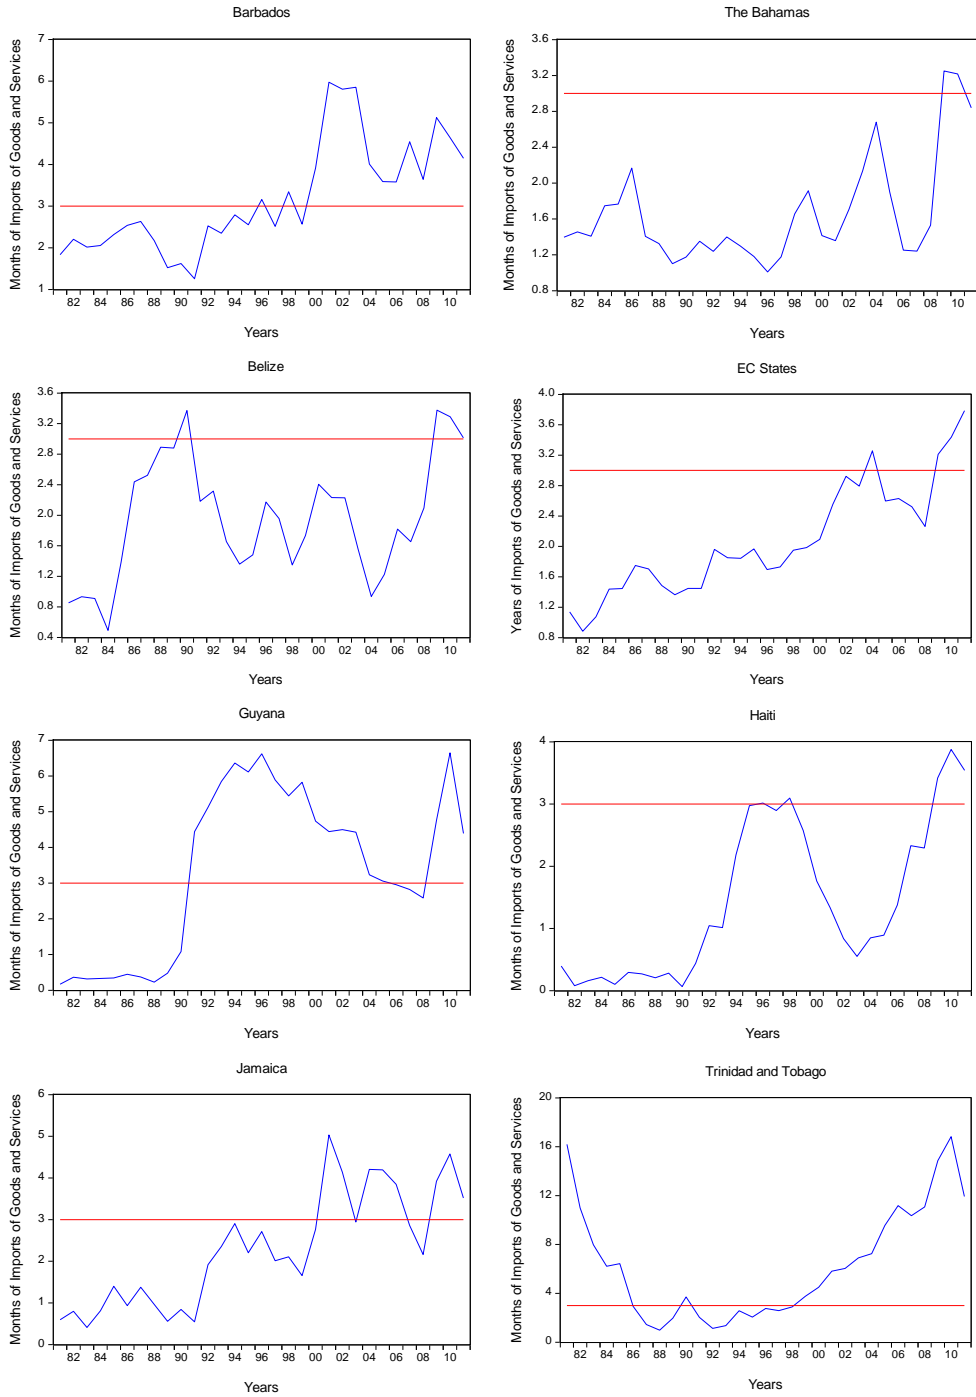 Barbados
Months of Imports of Goods and Services
7
6
5
4
3
2
1
82 84 86 88 90 92 94 96 98 00 02 04 06 08 10
Years
The Bahamas
Months of Imports of Goods and Services
3.6
3.2
2.8
2.4
2.0
1.6
1.2
0.8
82 84 86 88 90 92 94 96 98 00 02 04 06 08 10
Years
Belize
Months of Imports of Goods and Services
3.6
3.2
2.8
2.4
2.0
1.6
1.2
0.8
0.4
82 84 86 88 90 92 94 96 98 00 02 04 06 08 10
Years
EC States
Years of Imports of Goods and Services
4.0
3.6
3.2
2.8
2.4
2.0
1.6
1.2
0.8
82 84 86 88 90 92 94 96 98 00 02 04 06 08 10
Years
Guyana
Months of Imports of Goods and Services
7
6
5
4
3
2
1
0
82 84 86 88 90 92 94 96 98 00 02 04 06 08 10
Years
Haiti
Months of Imports of Goods and Services
4
3
2
1
0
82 84 86 88 90 92 94 96 98 00 02 04 06 08 10
Years
Jamaica
Months of Imports of Goods and Services
6
5
4
3
2
1
0
82 84 86 88 90 92 94 96 98 00 02 04 06 08 10
Years
Trinidad and Tobago
Months of Imports of Goods and Services
20
16
12
8
4
0
82 84 86 88 90 92 94 96 98 00 02 04 06 08 10
Years